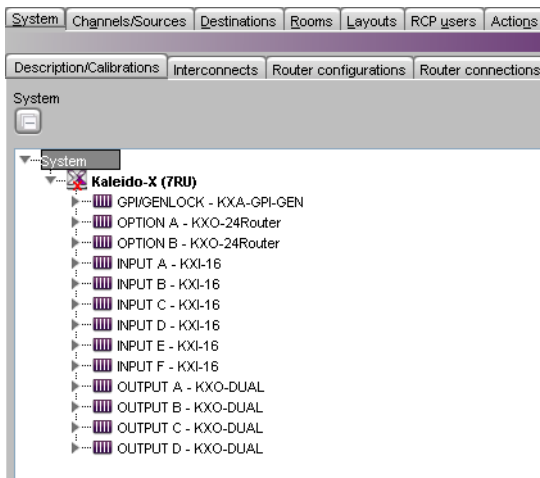 System Channels/Sources Destinations Rooms Layouts RCP users Actions
Description/Calibrations Interconnects Router configurations Router connections
System
System
Kaleido-X (7RU)
GPI/GENLOCK - KXA-GPI-GEN
OPTION A - KXO-24Router
OPTION B - KXO-24Router
INPUT A - KXI-16
INPUT B - KXI-16
INPUT C - KXI-16
INPUT D - KXI-16
INPUT E - KXI-16
INPUT F - KXI-16
OUTPUT A - KXO-DUAL
OUTPUT B - KXO-DUAL
OUTPUT C - KXO-DUAL
OUTPUT D - KXO-DUAL